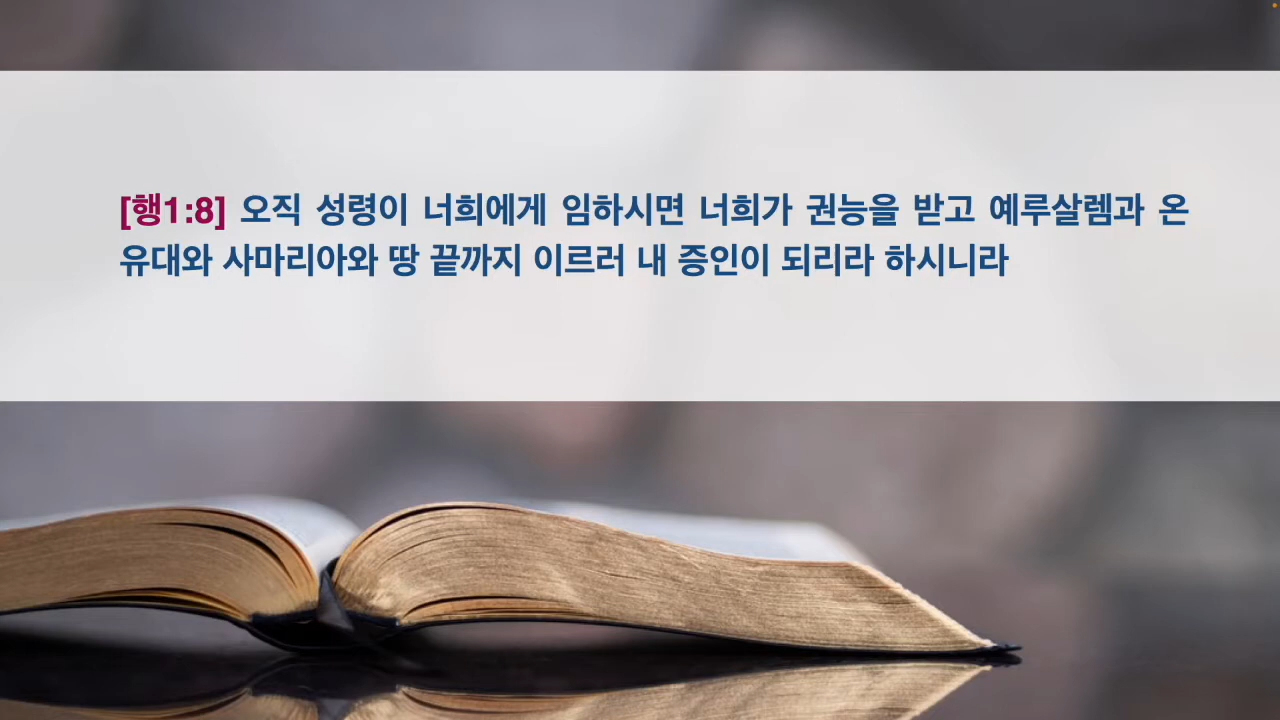 [행1:8] 오직 성령이 너희에게 임하시면 너희가 권능을 받고 예루살렘과 온
유대와 사마리아와 땅 끝까지 이르러 내 증인이 되리라 하시니라